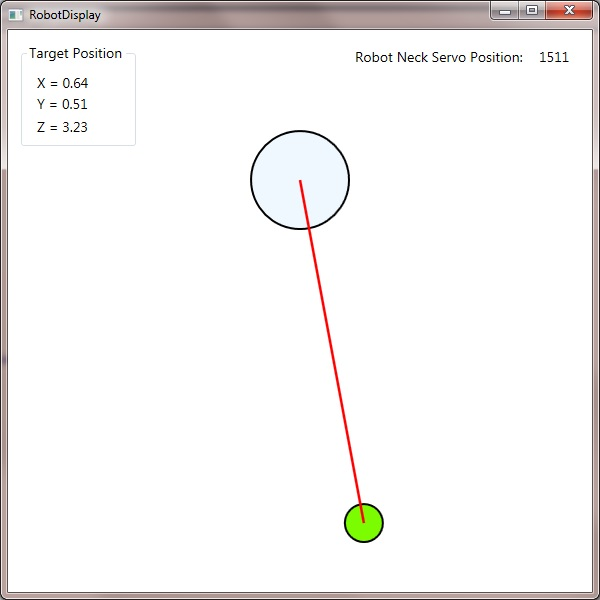 RobotDisplay
Target Position
Robot Neck Servo Position: 1511
X = 0.64
Y = 0.51
Z = 3.23